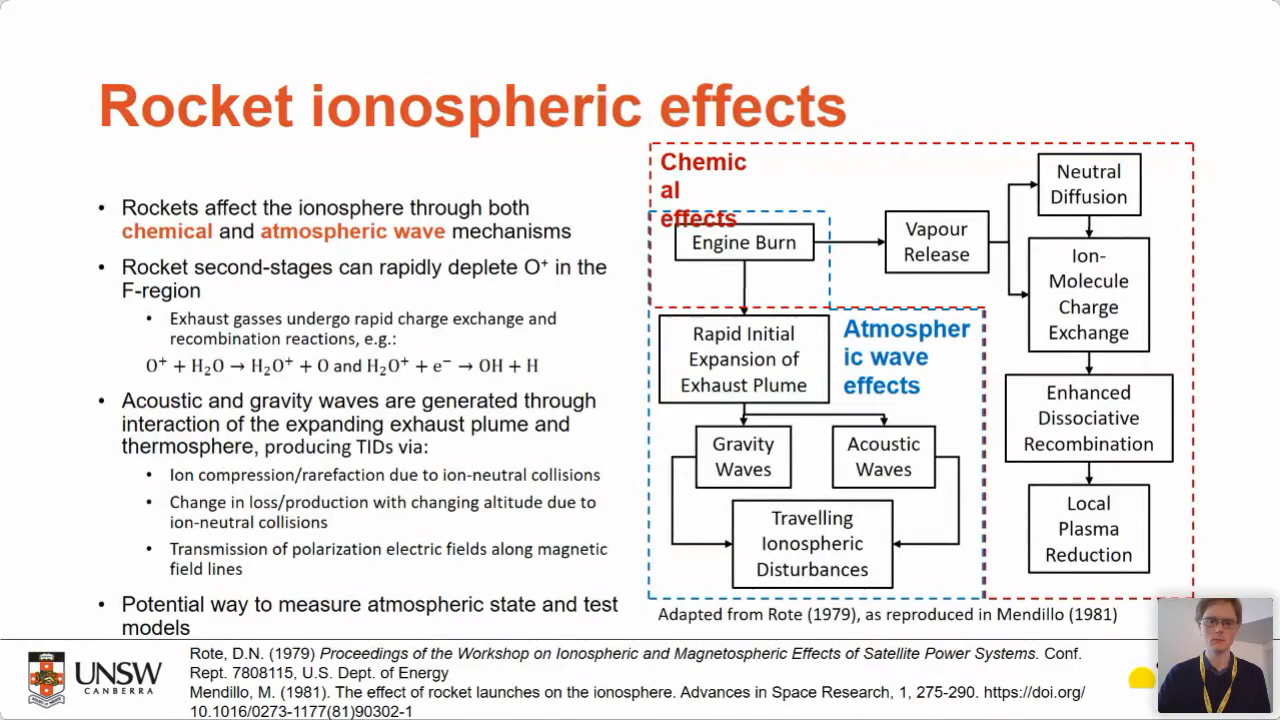 Rocket ionospheric effects
• Rockets affect the ionosphere through both
chemical and atmospheric wave mechanisms
• Rocket second-stages can rapidly deplete O⁺ in the
F-region
• Exhaust gasses undergo rapid charge exchange and
recombination reactions, e.g.:
O⁺ + H₂O → H₂O⁺ + O and H₂O⁺ + e⁻ → OH + H
• Acoustic and gravity waves are generated through
interaction of the expanding exhaust plume and
thermosphere, producing TIDs via:
• Ion compression/rarefaction due to ion-neutral collisions
• Change in loss/production with changing altitude due to
ion-neutral collisions
• Transmission of polarization electric fields along magnetic
field lines
• Potential way to measure atmospheric state and test
models
Chemic
al
effects
Engine Burn
Vapour
Release
Neutral
Diffusion
Ion-
Molecule
Charge
Exchange
Enhanced
Dissociative
Recombination
Local
Plasma
Reduction
Rapid Initial
Expansion of
Exhaust Plume
Atmospher
ic wave
effects
Gravity
Waves
Acoustic
Waves
Travelling
Ionospheric
Disturbances
Adapted from Rote (1979), as reproduced in Mendillo (1981)
UNSW
CANBERRA
Rote, D.N. (1979) Proceedings of the Workshop on Ionospheric and Magnetospheric Effects of Satellite Power Systems. Conf.
Rept. 7808115, U.S. Dept. of Energy
Mendillo, M. (1981). The effect of rocket launches on the ionosphere. Advances in Space Research, 1, 275-290. https://doi.org/
10.1016/0273-1177(81)90302-1